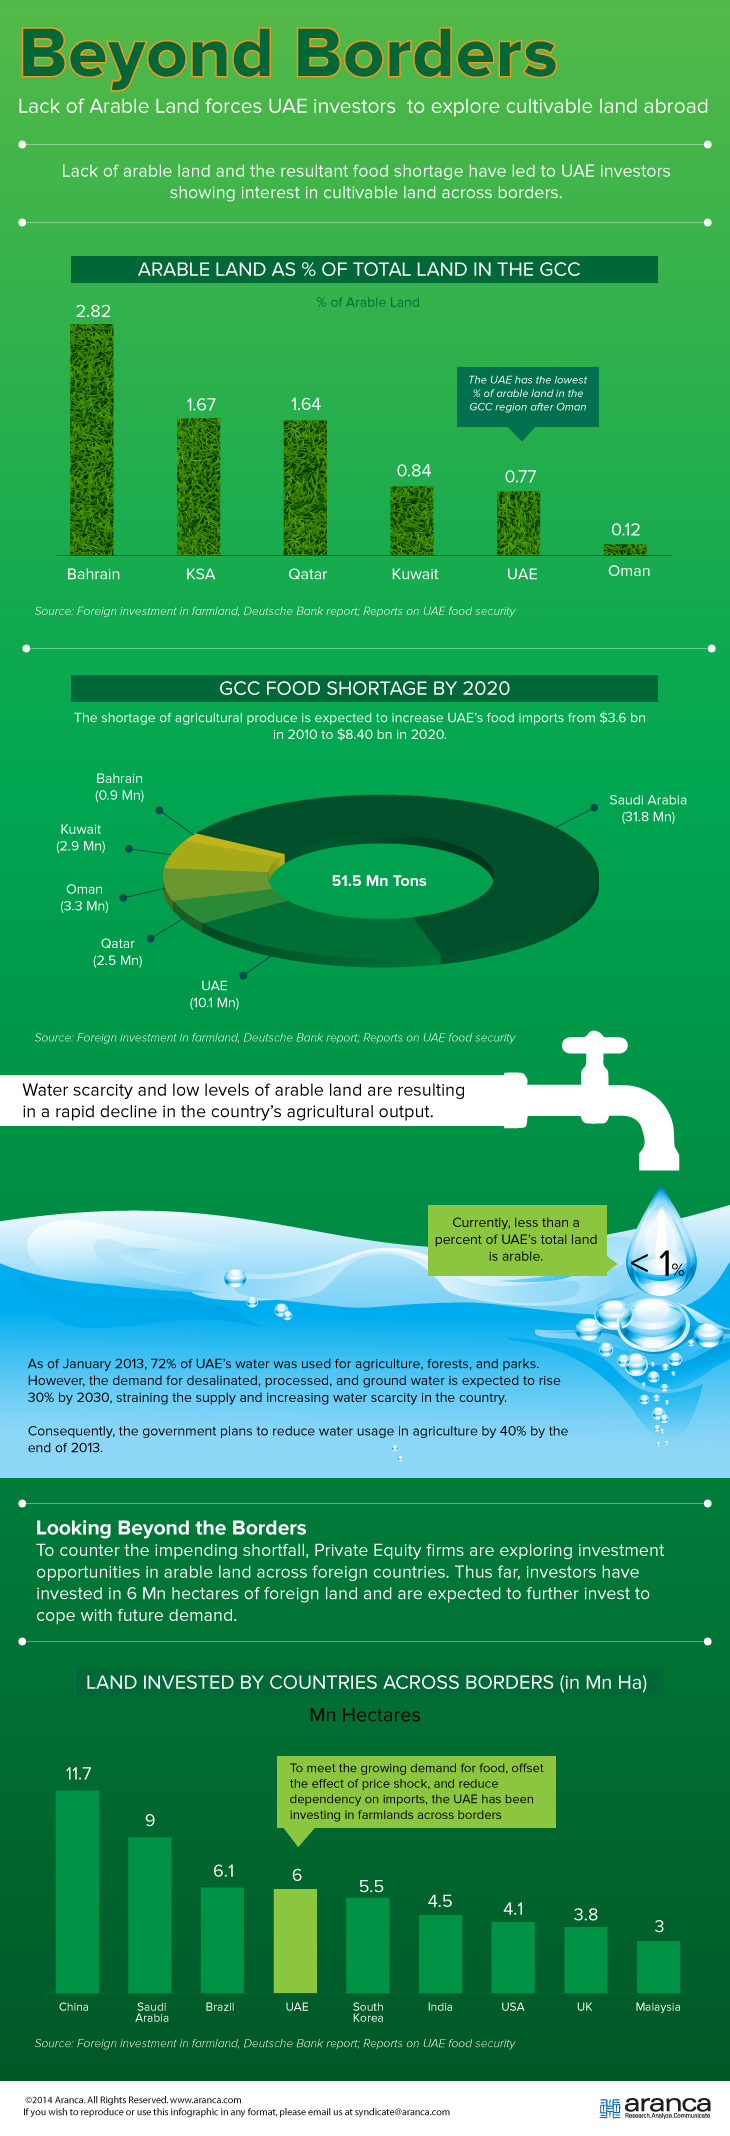 Beyond Borders
Lack of Arable Land forces UAE investors to explore cultivable land abroad
Lack of arable land and the resultant food shortage have led to UAE investors
showing interest in cultivable land across borders.
ARABLE LAND AS % OF TOTAL LAND IN THE GCC
% of Arable Land
2.82
1.67
1.64
0.84
0.77
0.12
The UAE has the lowest
% of arable land in the
GCC region after Oman
Bahrain
KSA
Qatar
Kuwait
UAE
Oman
Source: Foreign investment in farmland, Deutsche Bank report; Reports on UAE food security
GCC FOOD SHORTAGE BY 2020
The shortage of agricultural produce is expected to increase UAE's food imports from $3.6 bn
in 2010 to $8.40 bn in 2020.
Bahrain
(0.9 Mn)
Kuwait
(2.9 Mn)
Oman
(3.3 Mn)
Qatar
(2.5 Mn)
UAE
(10.1 Mn)
Saudi Arabia
(31.8 Mn)
51.5 Mn Tons
Source: Foreign investment in farmland, Deutsche Bank report; Reports on UAE food security
Water scarcity and low levels of arable land are resulting
in a rapid decline in the country's agricultural output.
Currently, less than a
percent of UAE's total land
is arable.
< 1%
As of January 2013, 72% of UAE's water was used for agriculture, forests, and parks.
However, the demand for desalinated, processed, and ground water is expected to rise
30% by 2030, straining the supply and increasing water scarcity in the country.
Consequently, the government plans to reduce water usage in agriculture by 40% by the
end of 2013.
Looking Beyond the Borders
To counter the impending shortfall, Private Equity firms are exploring investment
opportunities in arable land across foreign countries. Thus far, investors have
invested in 6 Mn hectares of foreign land and are expected to further invest to
cope with future demand.
LAND INVESTED BY COUNTRIES ACROSS BORDERS (in Mn Ha)
Mn Hectares
To meet the growing demand for food, offset
the effect of price shock, and reduce
dependency on imports, the UAE has been
investing in farmlands across borders
11.7
9
6.1
6
5.5
4.5
4.1
3.8
3
China
Saudi
Arabia
Brazil
UAE
South
Korea
India
USA
UK
Malaysia
Source: Foreign investment in farmland, Deutsche Bank report; Reports on UAE food security
©2014 Aranca. All Rights Reserved. www.aranca.com
If you wish to reproduce or use this infographic in any format, please email us at syndicate@aranca.com
aranca
Research.Analyze.Communicate